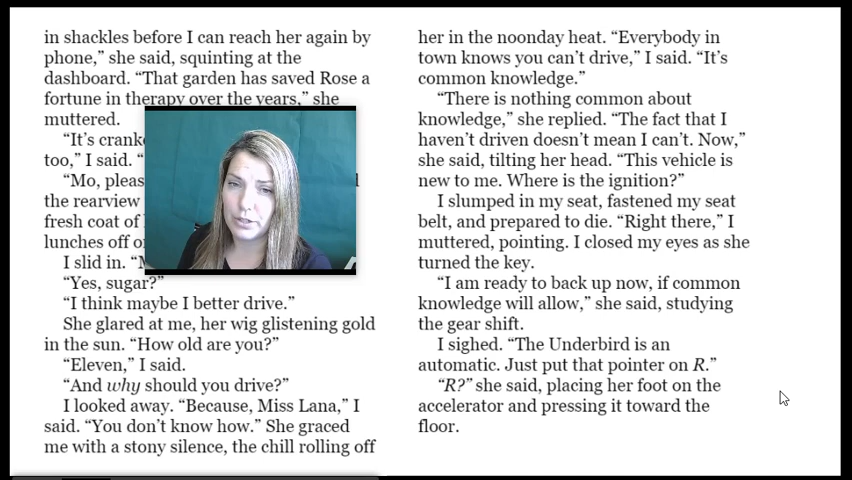 in shackles before I can reach her again by
phone,” she said, squinting at the
dashboard. “That garden has saved Rose a
fortune in therapy over the years,” she
muttered.
“It’s cranke
too,” I said. “
“Mo, pleas
the rearview
fresh coat of
lunches off o
I slid in. “M
“Yes, sugar?”
“I think maybe I better drive.”
She glared at me, her wig glistening gold
in the sun. “How old are you?”
“Eleven,” I said.
“And why should you drive?”
I looked away. “Because, Miss Lana,” I
said. “You don’t know how.” She graced
me with a stony silence, the chill rolling off
her in the noonday heat. “Everybody in
town knows you can’t drive,” I said. “It’s
common knowledge.”
“There is nothing common about
knowledge,” she replied. “The fact that I
haven’t driven doesn’t mean I can’t. Now,”
she said, tilting her head. “This vehicle is
new to me. Where is the ignition?”
I slumped in my seat, fastened my seat
belt, and prepared to die. “Right there,” I
muttered, pointing. I closed my eyes as she
turned the key.
“I am ready to back up now, if common
knowledge will allow,” she said, studying
the gear shift.
I sighed. “The Underbird is an
automatic. Just put that pointer on R.”
“R?” she said, placing her foot on the
accelerator and pressing it toward the
floor.